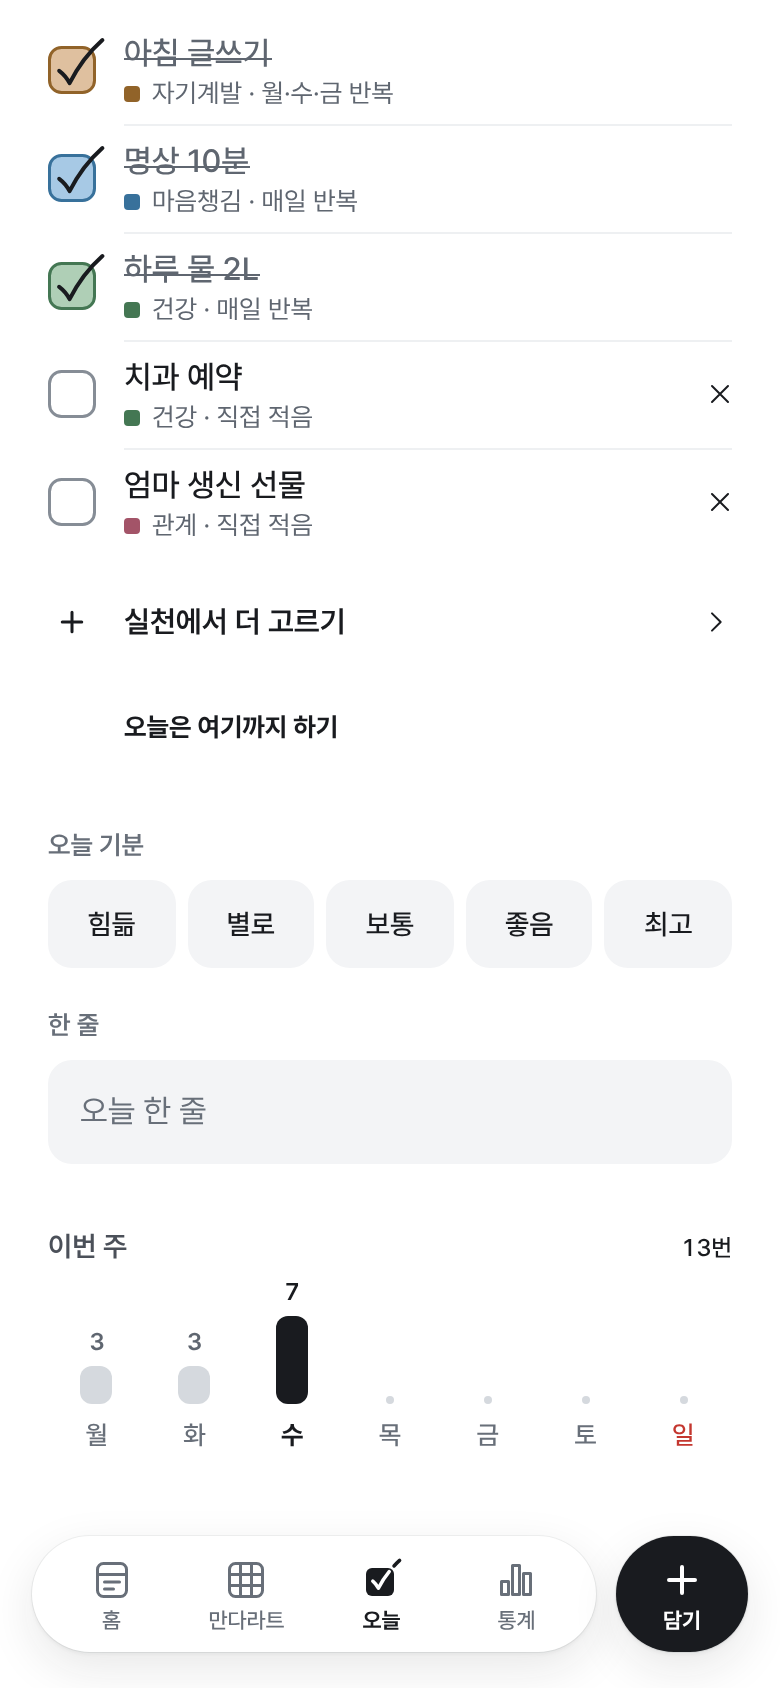 아침 글쓰기
자기계발 · 월·수·금 반복
명상 10분
마음챙김 · 매일 반복
하루 물 2L
건강 · 매일 반복
치과 예약
건강 · 직접 적음
엄마 생신 선물
관계 · 직접 적음
실천에서 더 고르기
오늘은 여기까지 하기
오늘 기분
힘듦 별로 보통 좋음 최고
한 줄
오늘 한 줄
이번 주 13번
3 3 7
월 화 수 목 금 토 일
홈 만다라트 오늘 통계 담기